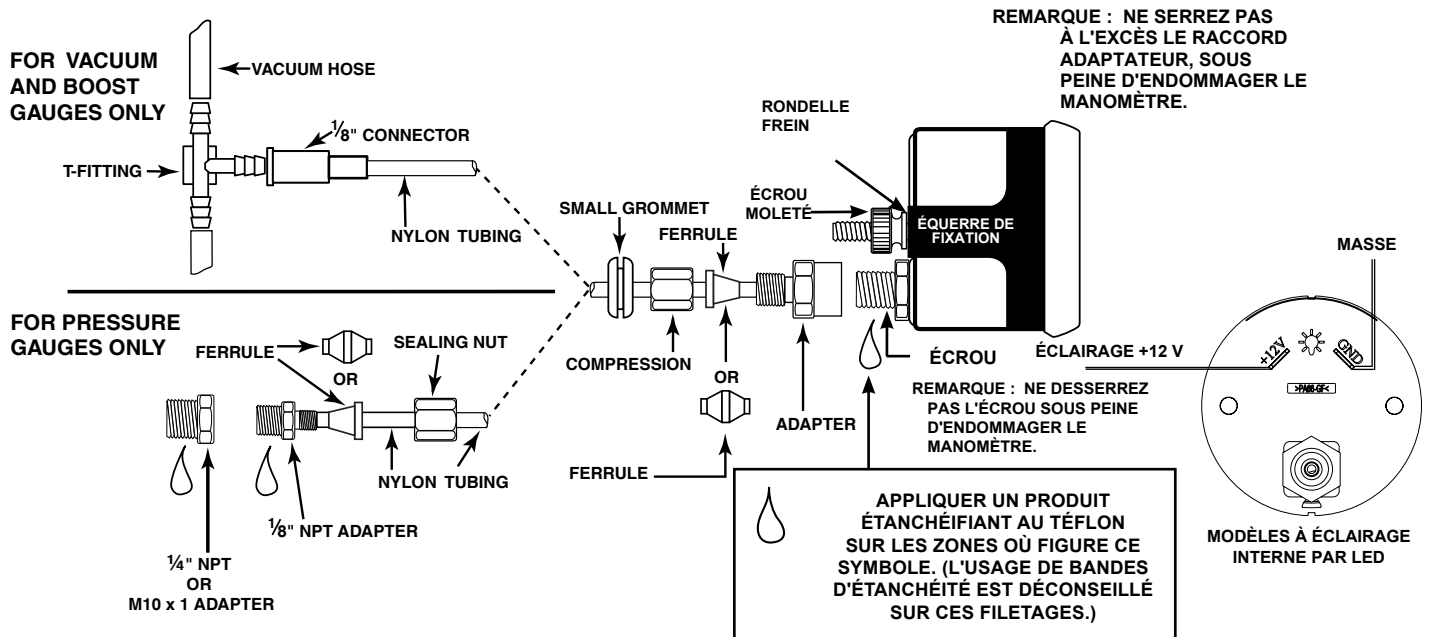 FOR VACUUM
AND BOOST
GAUGES ONLY
VACUUM HOSE
1/8" CONNECTOR
T-FITTING
NYLON TUBING
FOR PRESSURE
GAUGES ONLY
FERRULE
OR
SEALING NUT
NYLON TUBING
1/8" NPT ADAPTER
1/4" NPT
OR
M10 x 1 ADAPTER
SMALL GROMMET
FERRULE
COMPRESSION
OR
FERRULE
ADAPTER
REMARQUE : NE SERREZ PAS
À L'EXCÈS LE RACCORD
ADAPTATEUR, SOUS
PEINE D'ENDOMMAGER LE
MANOMÈTRE.
RONDELLE
FREIN
ÉCROU
MOLETÉ
ÉQUERRE DE
FIXATION
ÉCROU
REMARQUE : NE DESSERREZ
PAS L'ÉCROU SOUS PEINE
D'ENDOMMAGER LE
MANOMÈTRE.
APPLIQUER UN PRODUIT
ÉTANCHÉIFIANT AU TÉFLON
SUR LES ZONES OÙ FIGURE CE
SYMBOLE. (L'USAGE DE BANDES
D'ÉTANCHÉITÉ EST DÉCONSEILLÉ
SUR CES FILETAGES.)
MASSE
ÉCLAIRAGE +12 V
+12V
GND
>PA66-GF<
MODÈLES À ÉCLAIRAGE
INTERNE PAR LED